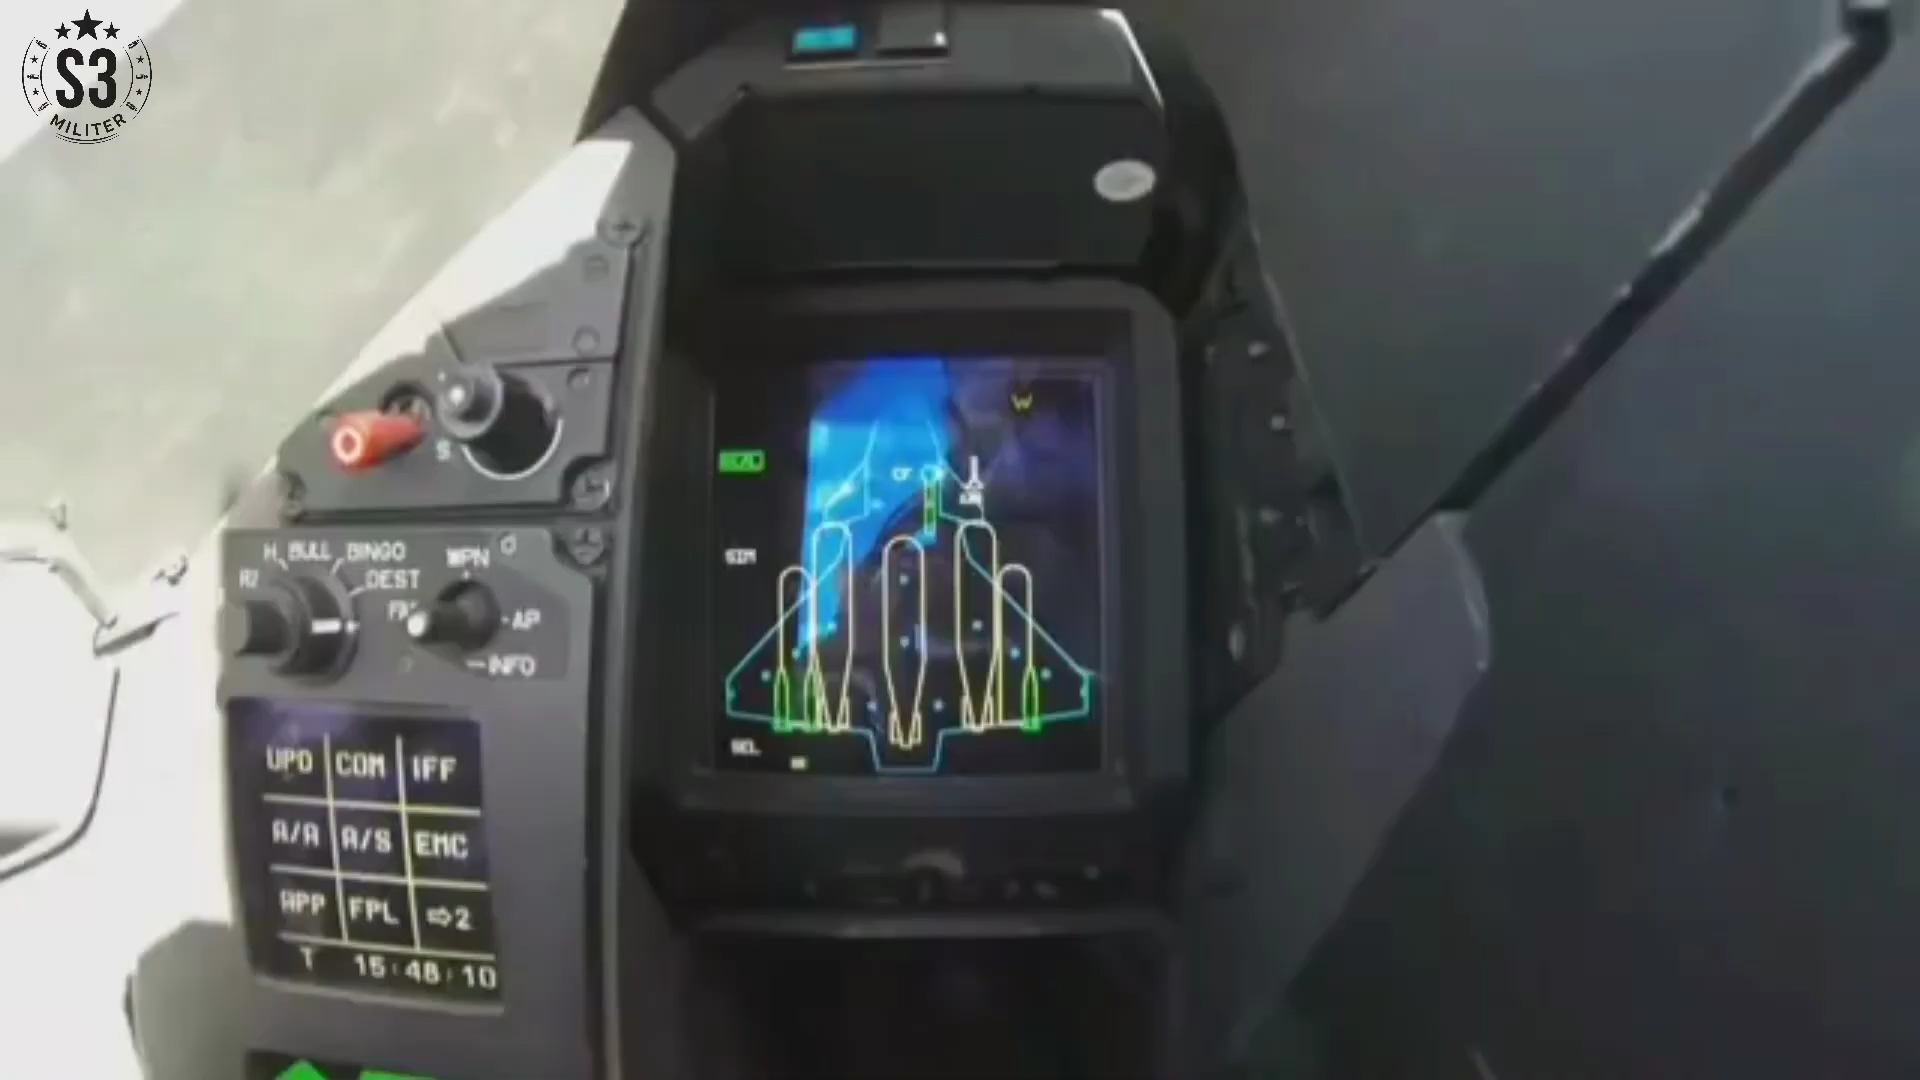 S3
MILITER
S
H
BULL
BINGO
DEST
WPN
AP
INFO
W
CF
SIM
SEL
UPD COM IFF
A/A A/S EMC
APP FPL ⇨2
T 15:48:10